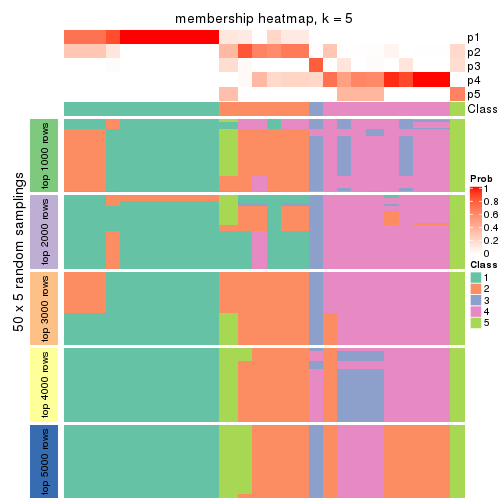 membership heatmap, k = 5
p1
p2
p3
p4
p5
Class
50 x 5 random samplings
top 1000 rows
top 2000 rows
top 3000 rows
top 4000 rows
top 5000 rows
Prob
1
0.8
0.6
0.4
0.2
0
Class
1
2
3
4
5